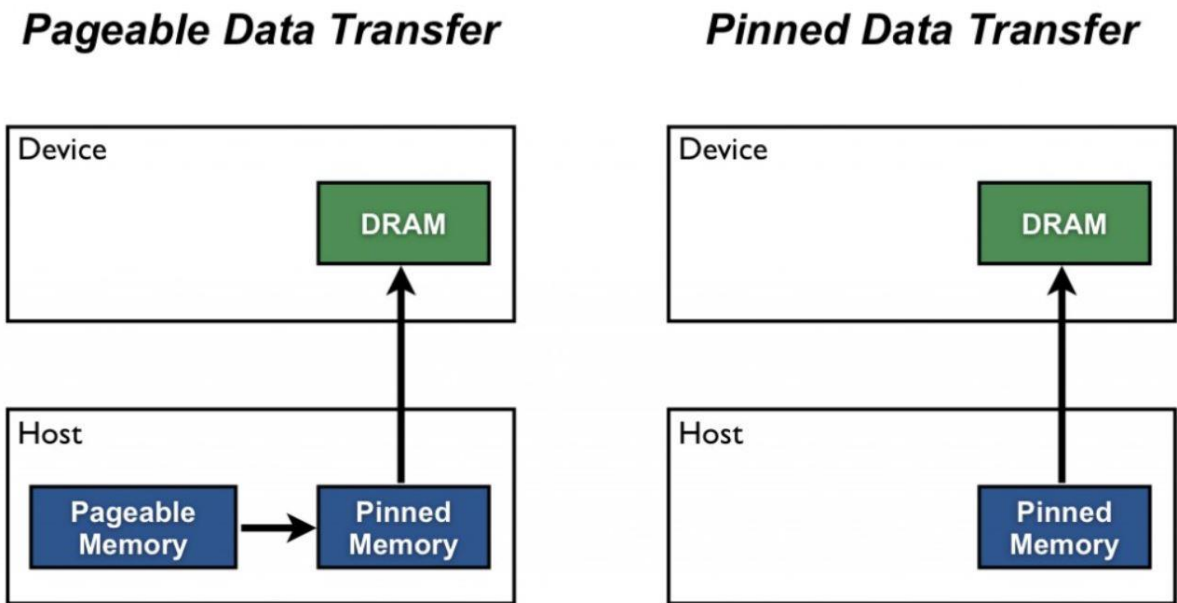 Pageable Data Transfer
Device
DRAM
Host
Pageable
Memory
Pinned
Memory
Pinned Data Transfer
Device
DRAM
Host
Pinned
Memory